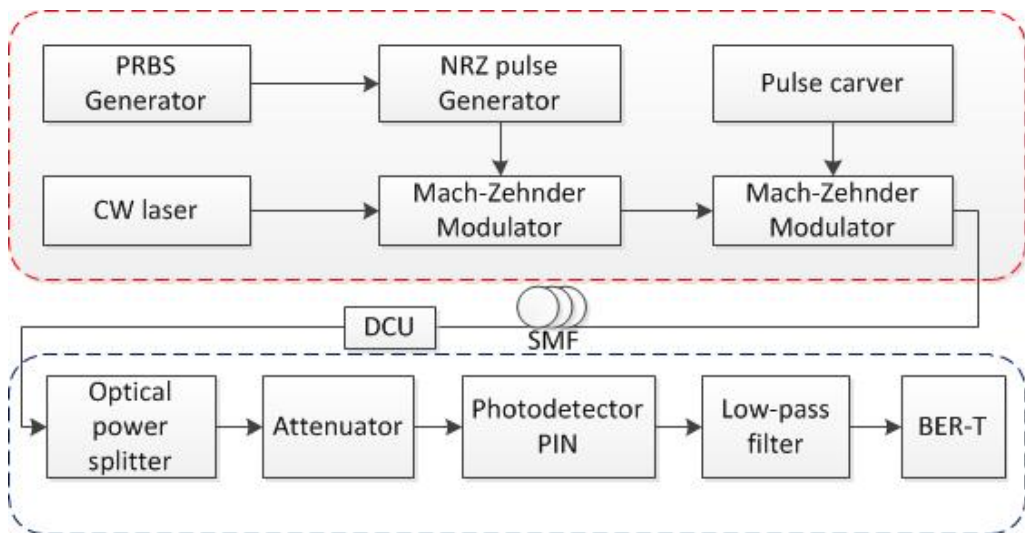 PRBS
Generator
NRZ pulse
Generator
Pulse carver
CW laser
Mach-Zehnder
Modulator
Mach-Zehnder
Modulator
DCU
SMF
Optical
power
splitter
Attenuator
Photodetector
PIN
Low-pass
filter
BER-T